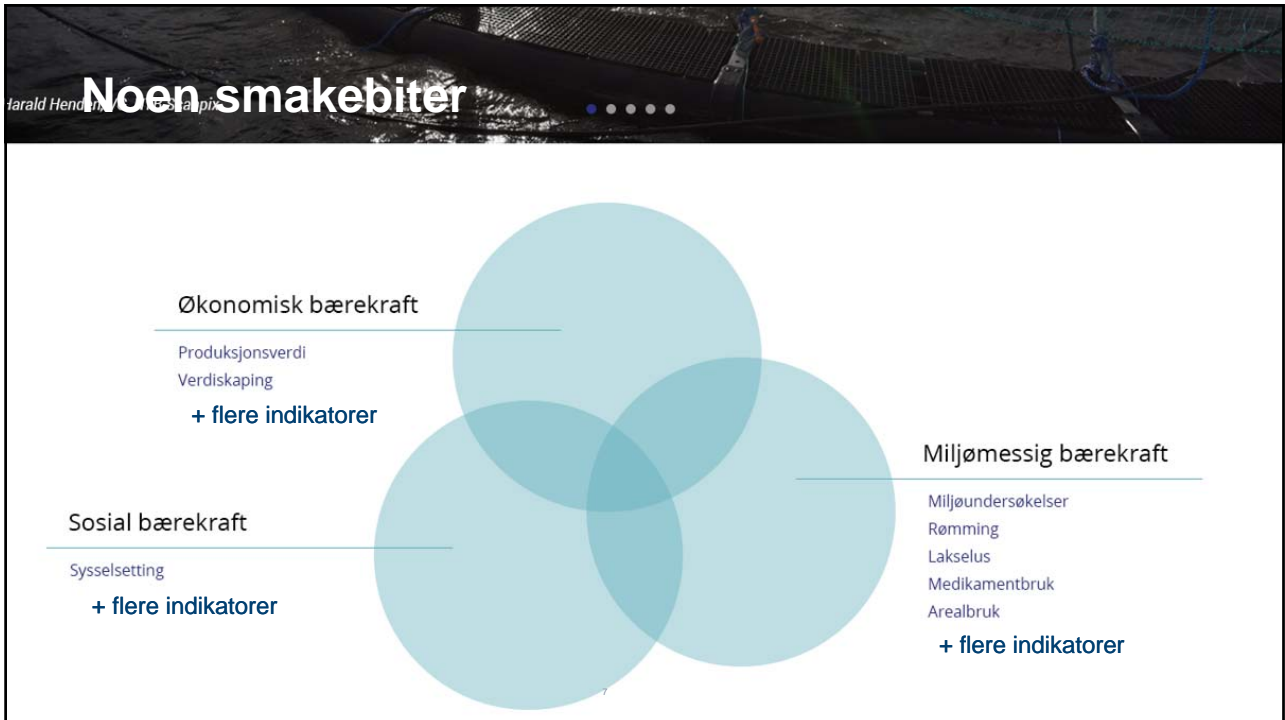 Noen smakebiter
Økonomisk bærekraft
Produksjonsverdi
Verdiskaping
+ flere indikatorer
Sosial bærekraft
Sysselsetting
+ flere indikatorer
Miljømessig bærekraft
Miljøundersøkelser
Rømming
Lakselus
Medikamentbruk
Arealbruk
+ flere indikatorer
7